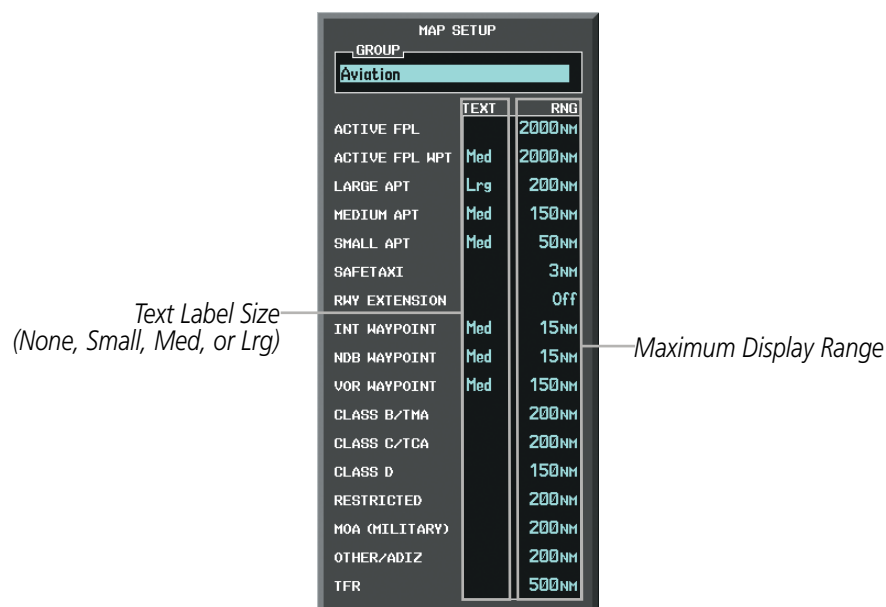 MAP SETUP
GROUP
Aviation
TEXT RNG
ACTIVE FPL 2000NM
ACTIVE FPL WPT Med 2000NM
LARGE APT Lrg 200NM
MEDIUM APT Med 150NM
SMALL APT Med 50NM
SAFETAXI 3NM
RWY EXTENSION Off
INT WAYPOINT Med 15NM
NDB WAYPOINT Med 15NM
VOR WAYPOINT Med 150NM
CLASS B/TMA 200NM
CLASS C/TCA 200NM
CLASS D 150NM
RESTRICTED 200NM
MOA (MILITARY) 200NM
OTHER/ADIZ 200NM
TFR 500NM
Text Label Size
(None, Small, Med, or Lrg)
Maximum Display Range